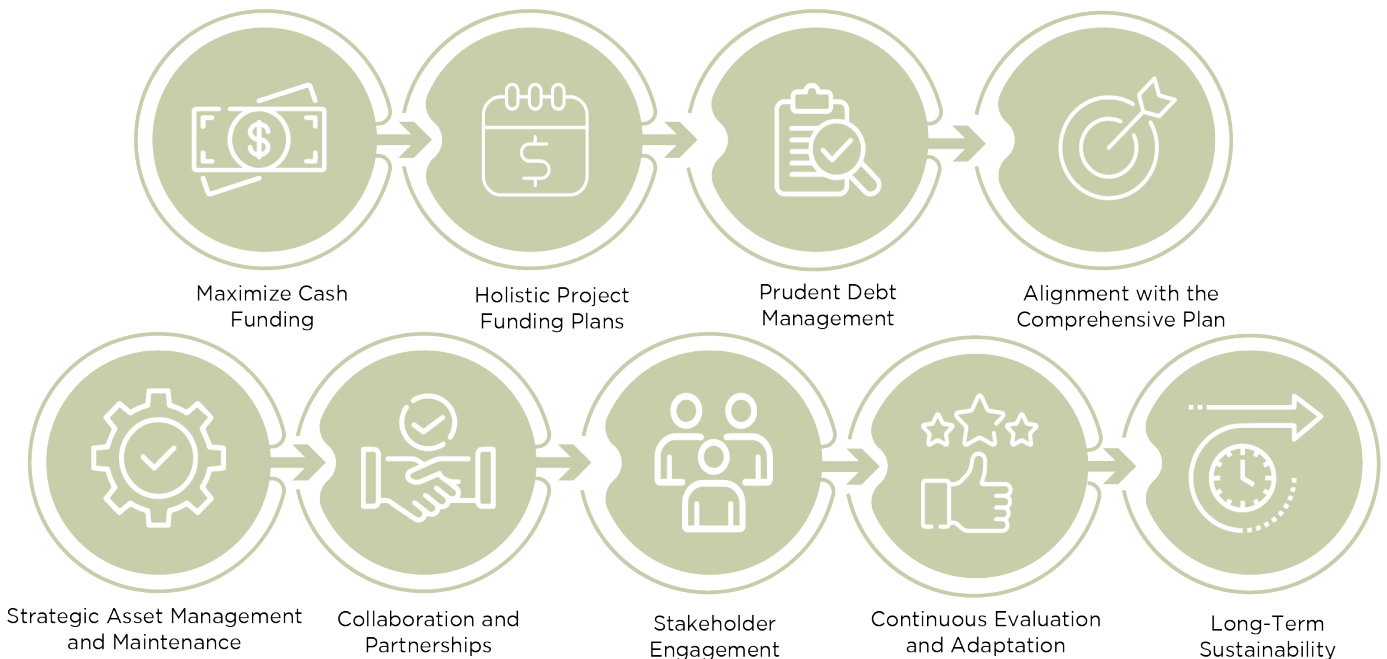 Maximize Cash
Funding
Holistic Project
Funding Plans
Prudent Debt
Management
Alignment with the
Comprehensive Plan
Strategic Asset Management
and Maintenance
Collaboration and
Partnerships
Stakeholder
Engagement
Continuous Evaluation
and Adaptation
Long-Term
Sustainability